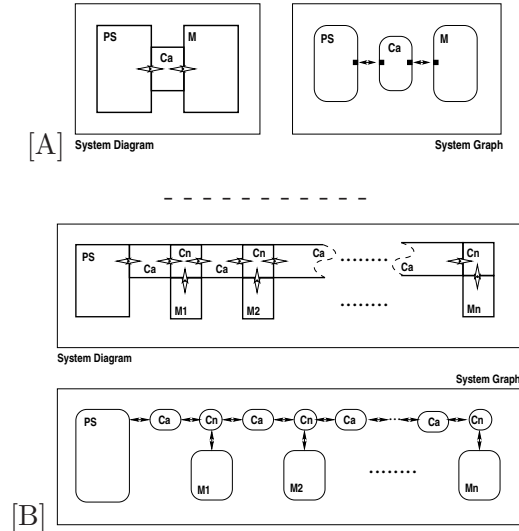 PS M
Ca
PS Ca M
[A]
System Diagram
System Graph
PS Cn Cn Ca Cn
Ca Ca Ca
M1 M2 Mn
System Diagram
System Graph
PS Ca Cn Ca Cn Ca Ca Cn
M1 M2 Mn
[B]